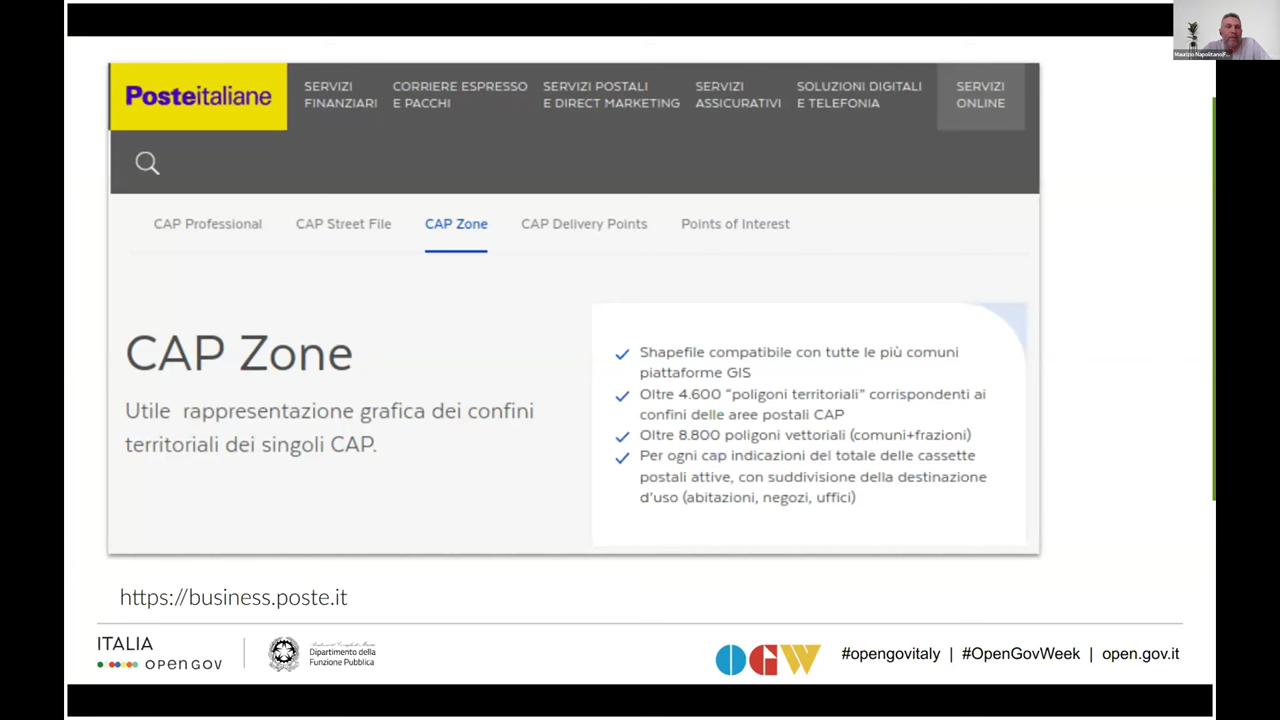 Maurizio Napolitano
Posteitaliane
SERVIZI
FINANZIARI
CORRIERE ESPRESSO
E PACCHI
SERVIZI POSTALI
E DIRECT MARKETING
SERVIZI
ASSICURATIVI
SOLUZIONI DIGITALI
E TELEFONIA
SERVIZI
ONLINE
CAP Professional
CAP Street File
CAP Zone
CAP Delivery Points
Points of Interest
CAP Zone
Utile rappresentazione grafica dei confini
territoriali dei singoli CAP.
Shapefile compatibile con tutte le più comuni
piattaforme GIS
Oltre 4.600 “poligoni territoriali” corrispondenti ai
confini delle aree postali CAP
Oltre 8.800 poligoni vettoriali (comuni+frazioni)
Per ogni cap indicazioni del totale delle cassette
postali attive, con suddivisione della destinazione
d’uso (abitazioni, negozi, uffici)
https://business.poste.it
ITALIA
OPEN GOV
Dipartimento della
Funzione Pubblica
OGW
#opengovitaly | #OpenGovWeek | open.gov.it